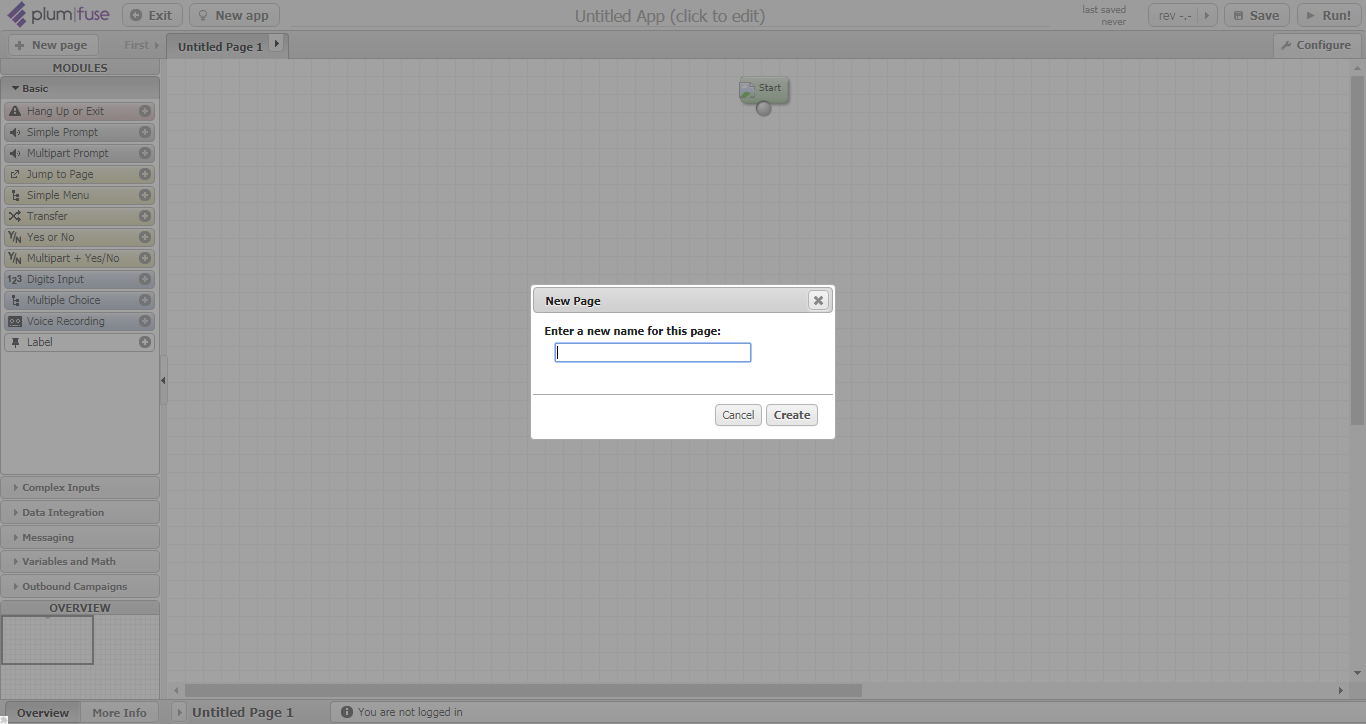 plum|fuse
Exit
New app
Untitled App (click to edit)
last saved
never
rev -.-
Save
Run!
New page
First
Untitled Page 1
Configure
MODULES
Basic
Hang Up or Exit
Simple Prompt
Multipart Prompt
Jump to Page
Simple Menu
Transfer
Y/N Yes or No
Y/N Multipart + Yes/No
123 Digits Input
Multiple Choice
Voice Recording
Label
Complex Inputs
Data Integration
Messaging
Variables and Math
Outbound Campaigns
OVERVIEW
Start
New Page
Enter a new name for this page:
Cancel
Create
Overview
More Info
Untitled Page 1
You are not logged in